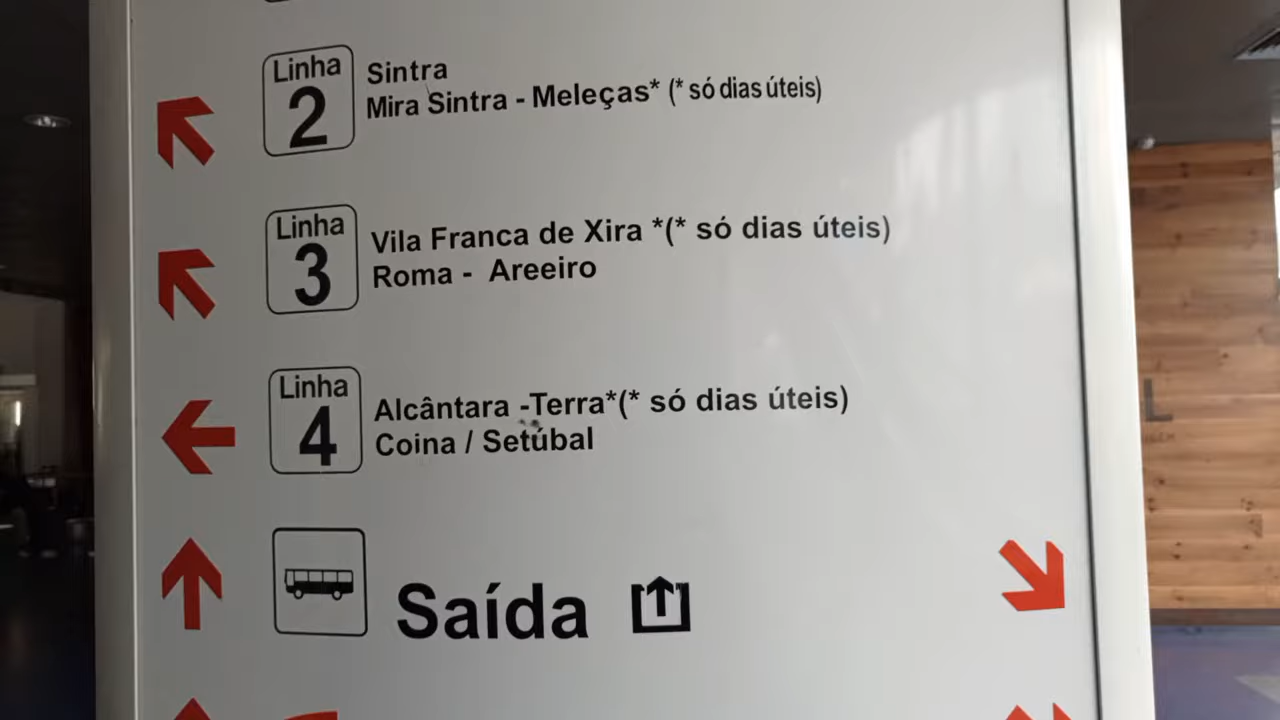 Linha
2
Sintra
Mira Sintra - Meleças* (* só dias úteis)
Linha
3
Vila Franca de Xira *(* só dias úteis)
Roma - Areeiro
Linha
4
Alcântara -Terra*(* só dias úteis)
Coina / Setúbal
Saída
L